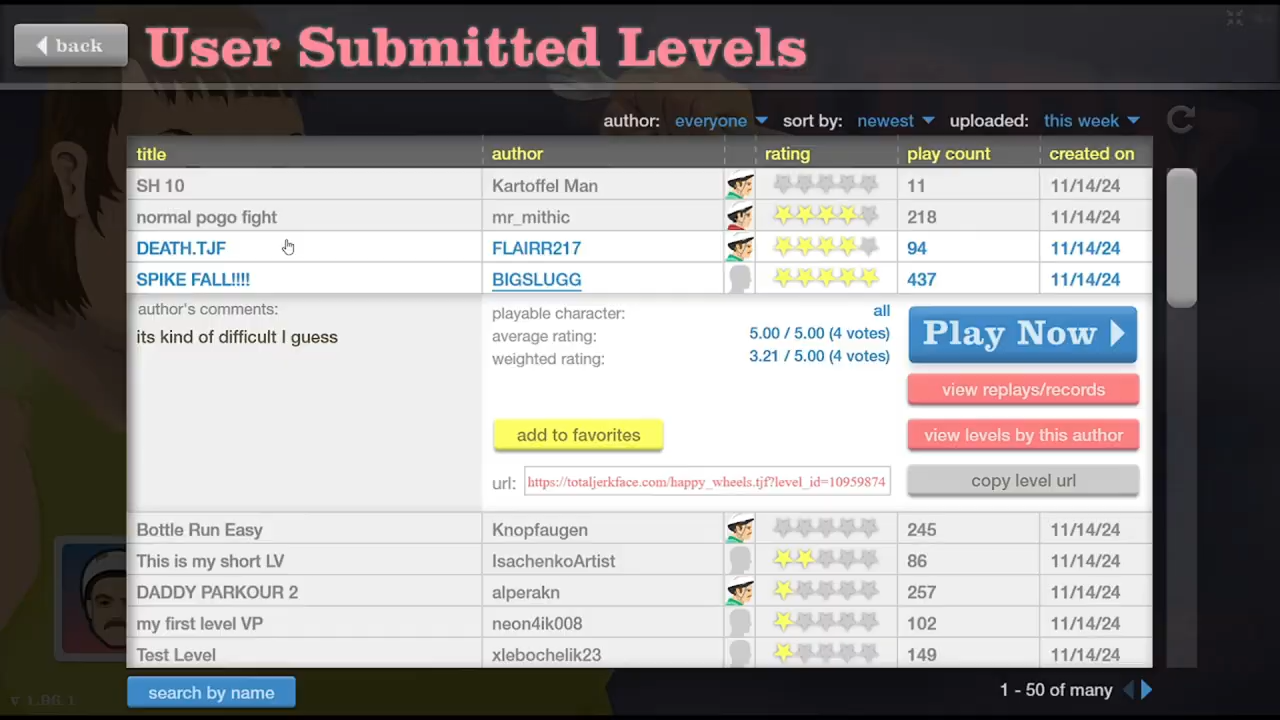 back
User Submitted Levels
author: everyone sort by: newest uploaded: this week
title author rating play count created on
SH 10 Kartoffel Man 11 11/14/24
normal pogo fight mr_mithic 218 11/14/24
DEATH.TJF FLAIRR217 94 11/14/24
SPIKE FALL!!!! BIGSLUGG 437 11/14/24
author's comments:
its kind of difficult I guess
playable character: all
average rating: 5.00 / 5.00 (4 votes)
weighted rating: 3.21 / 5.00 (4 votes)
add to favorites
url: https://totaljerkface.com/happy_wheels.tjf?level_id=10959874
Play Now
view replays/records
view levels by this author
copy level url
Bottle Run Easy Knopfaugen 245 11/14/24
This is my short LV IsachenkoArtist 86 11/14/24
DADDY PARKOUR 2 alperakn 257 11/14/24
my first level VP neon4ik008 102 11/14/24
Test Level xlebochelik23 149 11/14/24
search by name
1 - 50 of many
v 1.96.1